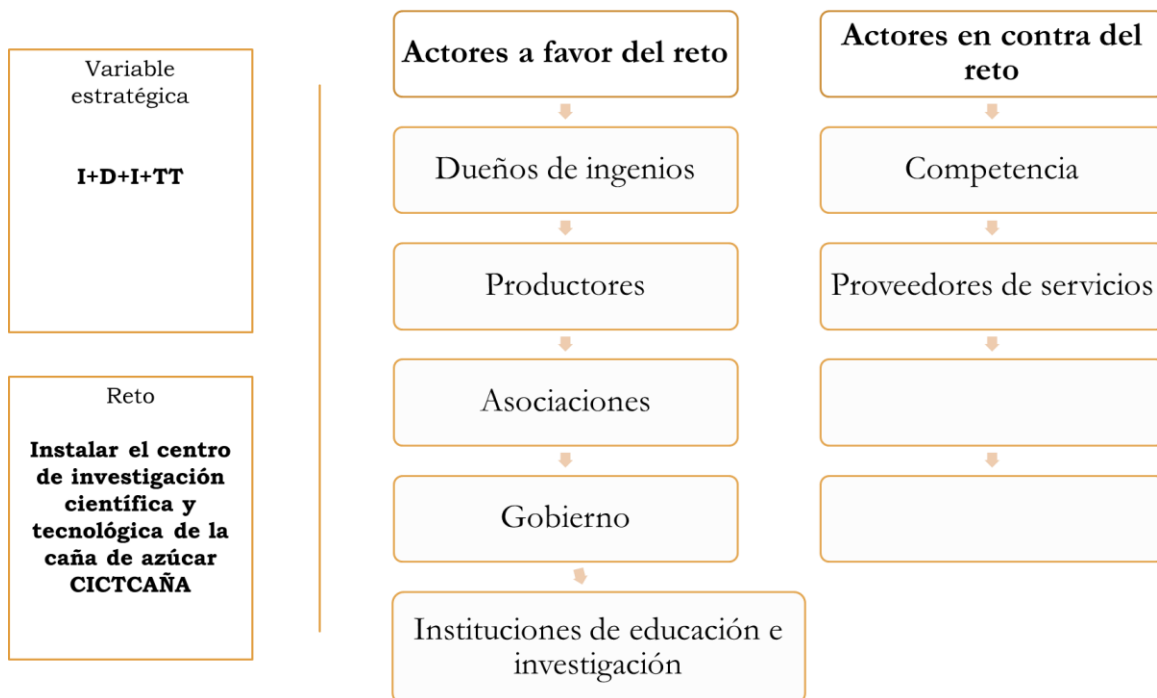 Variable
estratégica
I+D+I+TT
Reto
Instalar el centro
de investigación
científica y
tecnológica de la
caña de azúcar
CICTCAÑA
Actores a favor del reto
Dueños de ingenios
Productores
Asociaciones
Gobierno
Instituciones de educación e
investigación
Actores en contra del
reto
Competencia
Proveedores de servicios